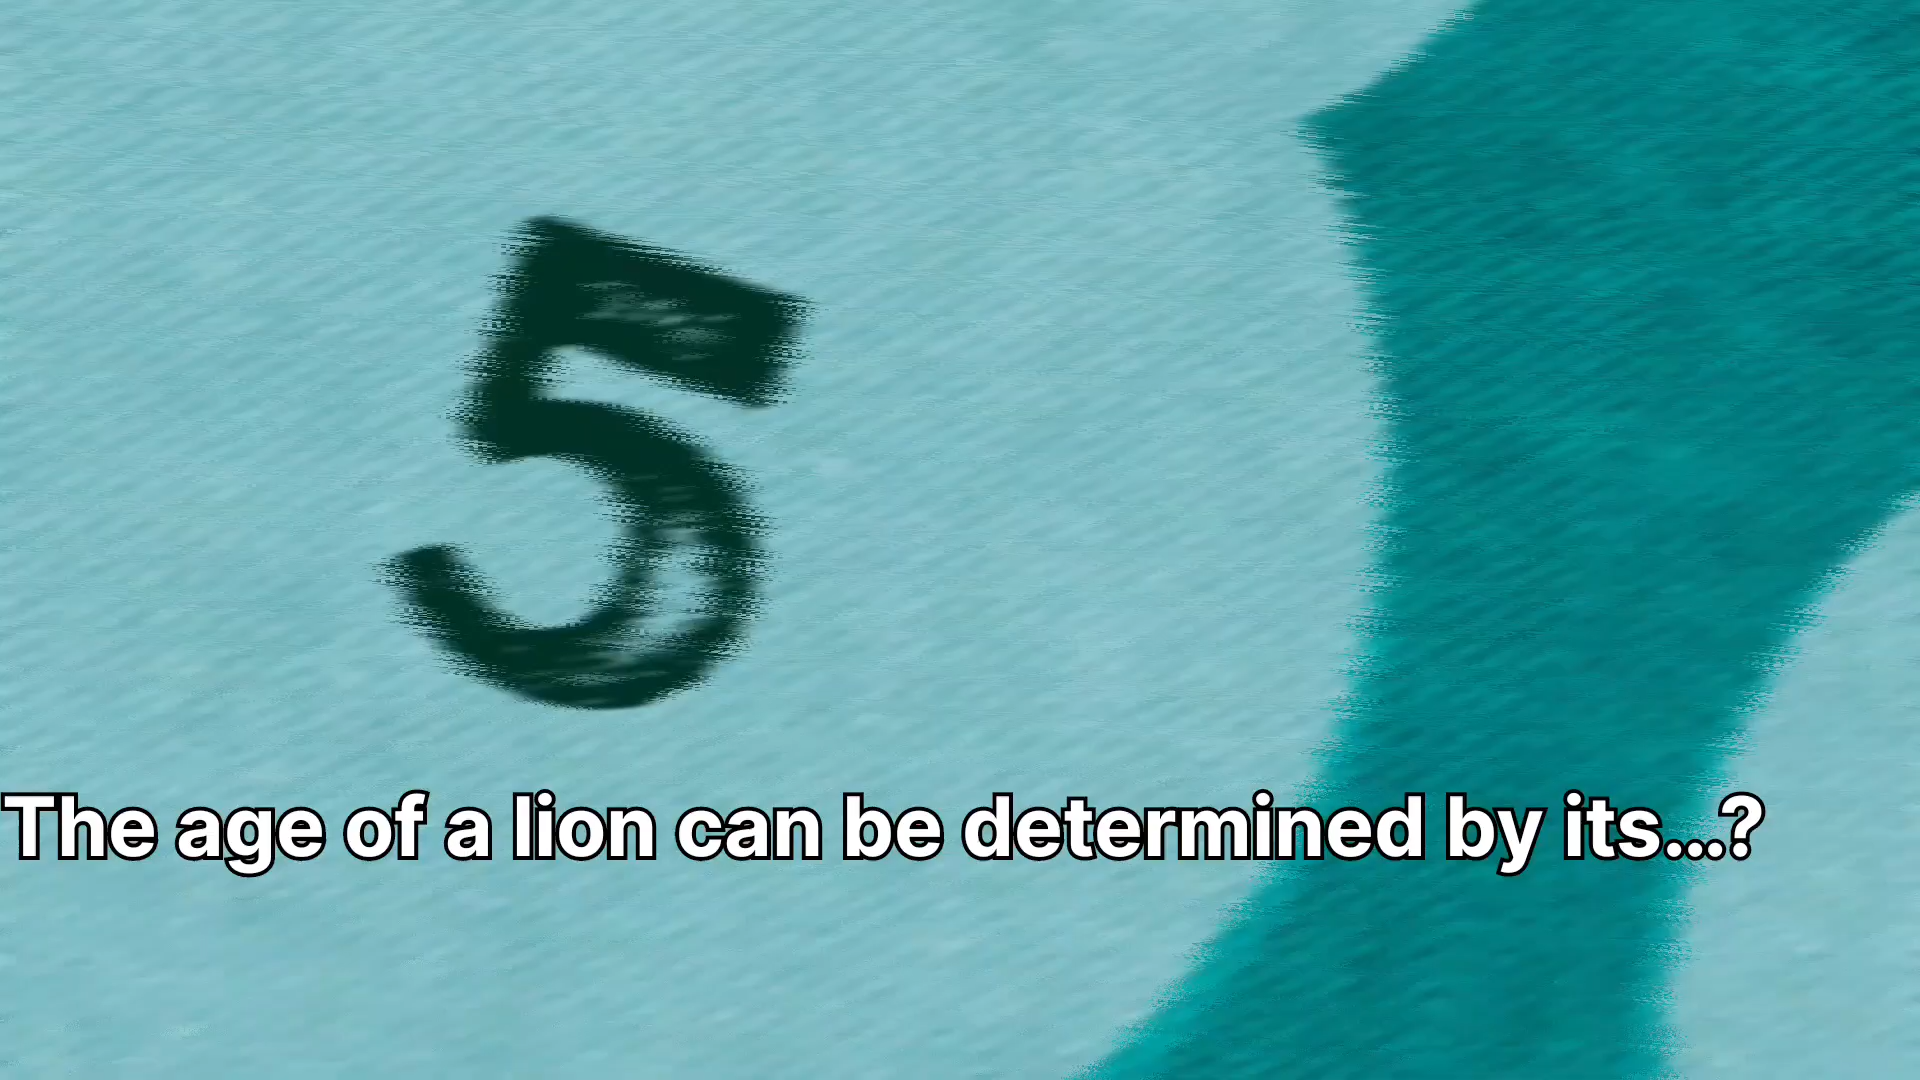 5
The age of a lion can be determined by its...?